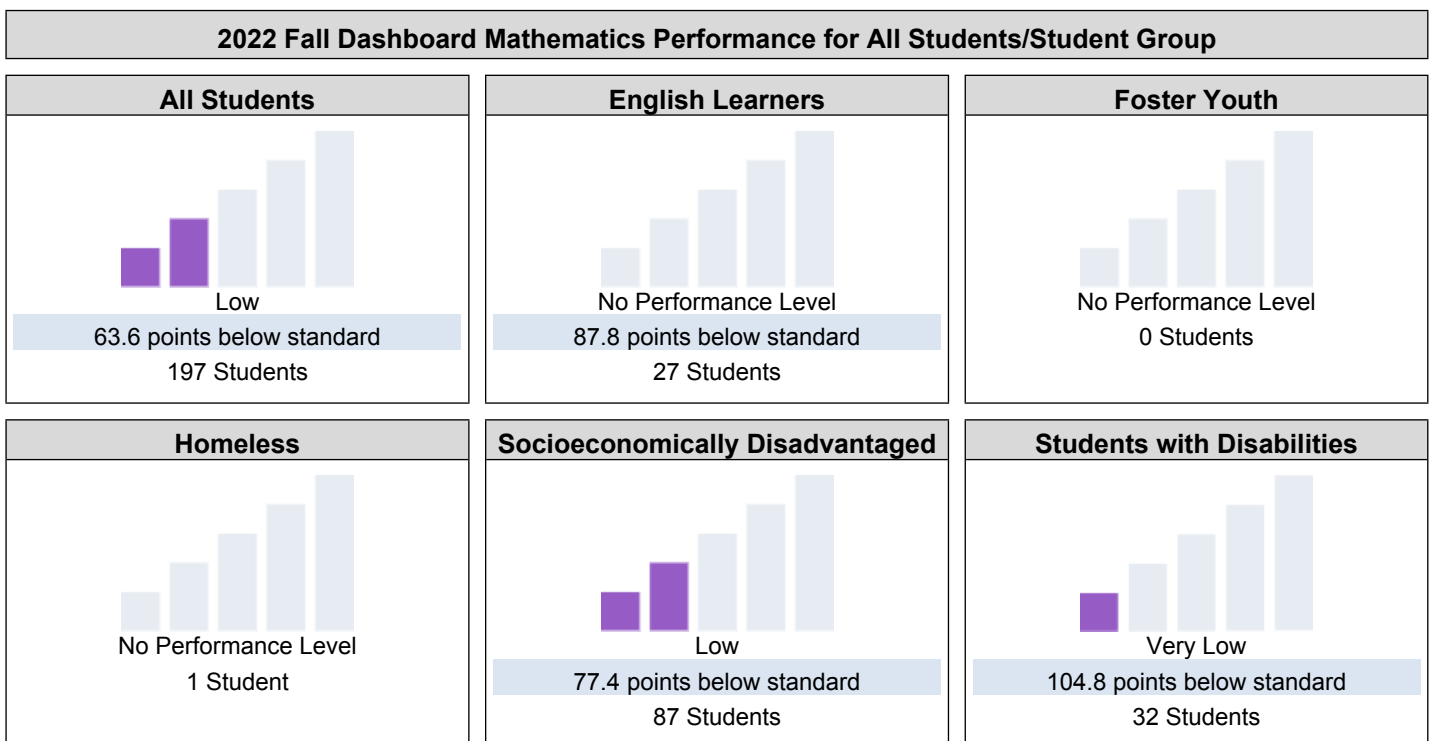 2022 Fall Dashboard Mathematics Performance for All Students/Student Group
All Students
Low
63.6 points below standard
197 Students
English Learners
No Performance Level
87.8 points below standard
27 Students
Foster Youth
No Performance Level
0 Students
Homeless
No Performance Level
1 Student
Socioeconomically Disadvantaged
Low
77.4 points below standard
87 Students
Students with Disabilities
Very Low
104.8 points below standard
32 Students